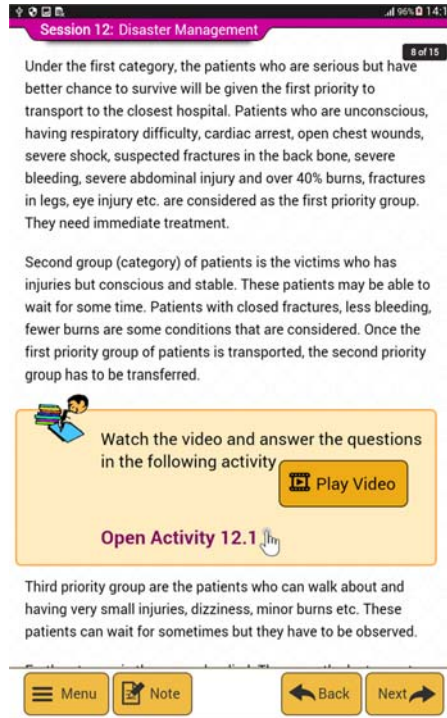 96% 14:1
Session 12: Disaster Management
8 of 15
Under the first category, the patients who are serious but have
better chance to survive will be given the first priority to
transport to the closest hospital. Patients who are unconscious,
having respiratory difficulty, cardiac arrest, open chest wounds,
severe shock, suspected fractures in the back bone, severe
bleeding, severe abdominal injury and over 40% burns, fractures
in legs, eye injury etc. are considered as the first priority group.
They need immediate treatment.
Second group (category) of patients is the victims who has
injuries but conscious and stable. These patients may be able to
wait for some time. Patients with closed fractures, less bleeding,
fewer burns are some conditions that are considered. Once the
first priority group of patients is transported, the second priority
group has to be transferred.
Watch the video and answer the questions
in the following activity
Play Video
Open Activity 12.1
Third priority group are the patients who can walk about and
having very small injuries, dizziness, minor burns etc. These
patients can wait for sometimes but they have to be observed.
Menu
Note
Back
Next